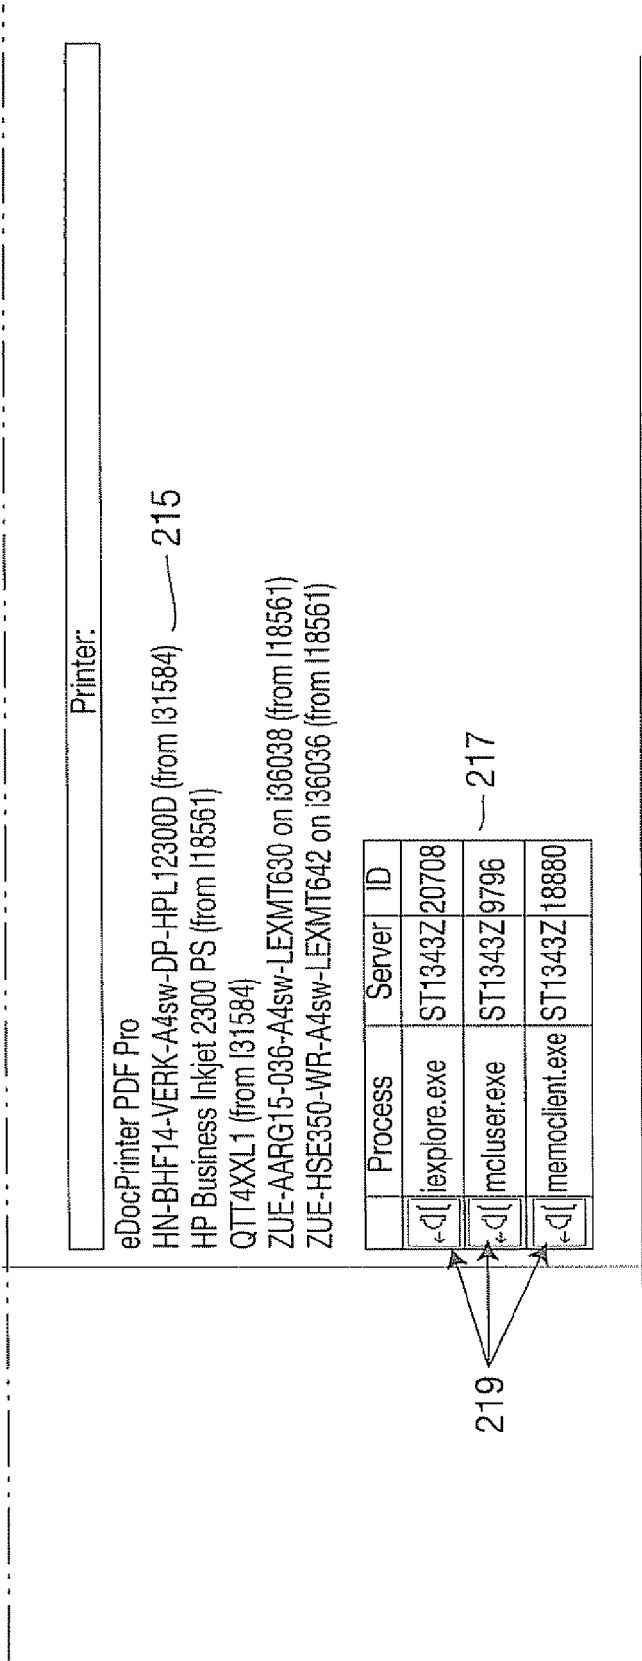 Printer:
eDocPrinter PDF Pro
HN-BHF14-VERK-A4sw-DP-HPL12300D (from I31584) 215
HP Business Inkjet 2300 PS (from I18561)
QTT4XXL1 (from I31584)
ZUE-AARG15-036-A4sw-LEXMT630 on i36038 (from I18561)
ZUE-HSE350-WR-A4sw-LEXMT642 on i36036 (from I18561)
Process Server ID
iexplore.exe ST1343Z 20708
mcluser.exe ST1343Z 9796 217
memoclient.exe ST1343Z 18880
219